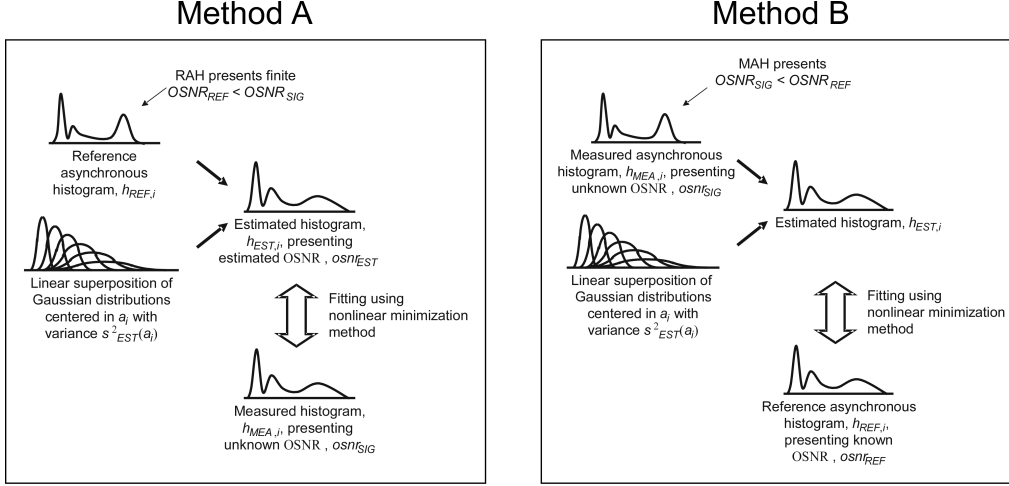 Method A
RAH presents finite
OSNR_REF < OSNR_SIG
Reference
asynchronous
histogram, h_REF,i
Estimated histogram,
h_EST,i, presenting
estimated OSNR , osnr_EST
Linear superposition of
Gaussian distributions
centered in a_i with
variance s²_EST(a_i)
Fitting using
nonlinear minimization
method
Measured histogram,
h_MEA,i, presenting
unknown OSNR , osnr_SIG
Method B
MAH presents
OSNR_SIG < OSNR_REF
Measured asynchronous
histogram, h_MEA,i, presenting
unknown OSNR , osnr_SIG
Estimated histogram, h_EST,i
Linear superposition of
Gaussian distributions
centered in a_i with
variance s²_EST(a_i)
Fitting using
nonlinear minimization
method
Reference asynchronous
histogram, h_REF,i,
presenting known
OSNR , osnr_REF